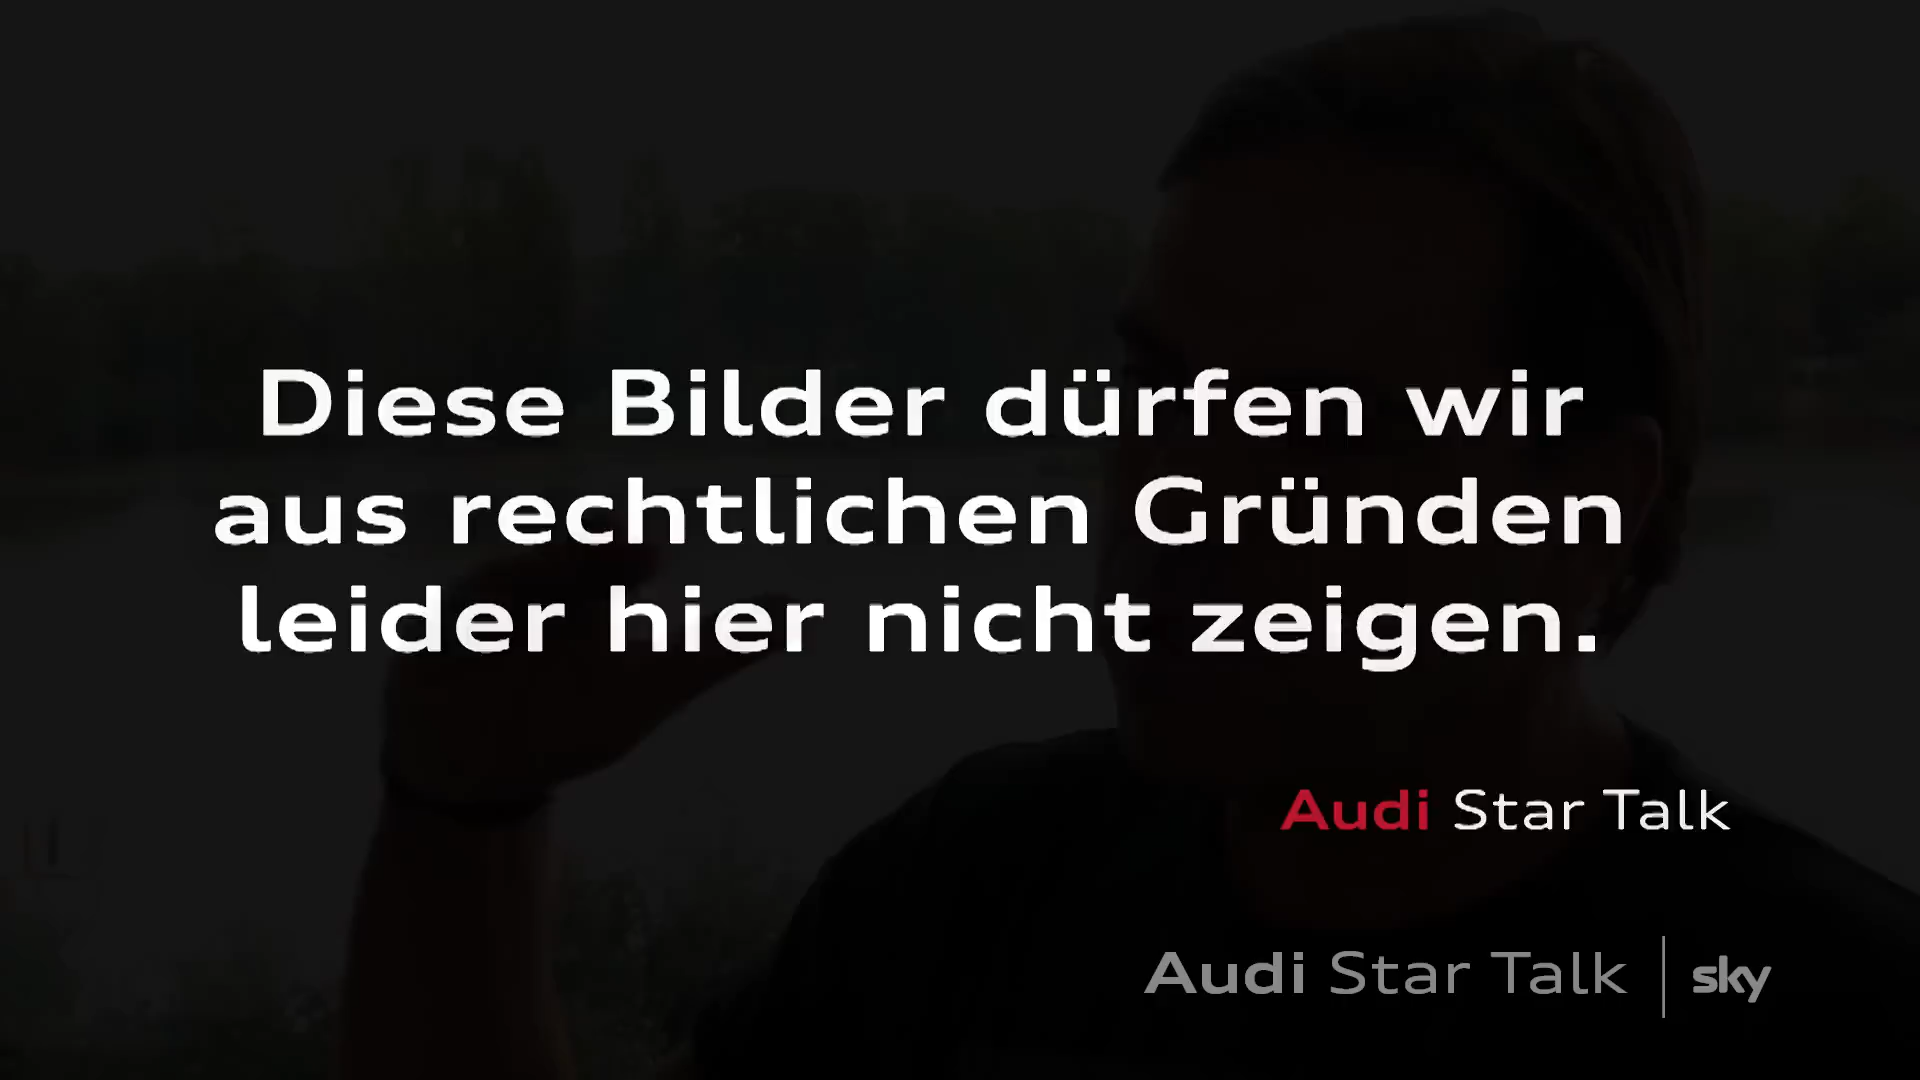 Diese Bilder dürfen wir
aus rechtlichen Gründen
leider hier nicht zeigen.
Audi Star Talk
Audi Star Talk | sky